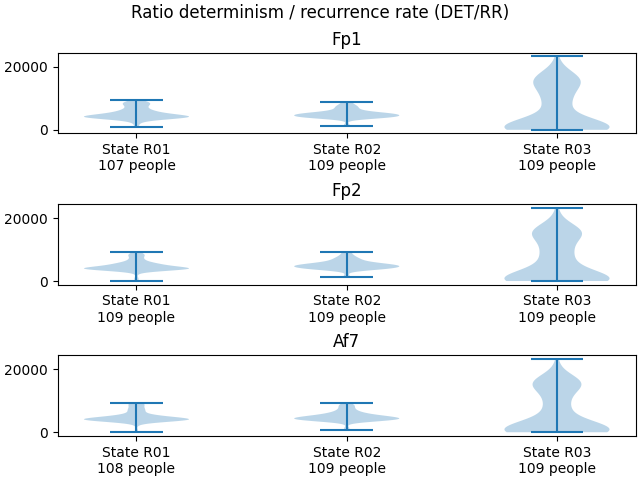 Ratio determinism / recurrence rate (DET/RR)
Fp1
20000
0
State R01 State R02 State R03
107 people 109 people 109 people
Fp2
20000
0
State R01 State R02 State R03
109 people 109 people 109 people
Af7
20000
0
State R01 State R02 State R03
108 people 109 people 109 people